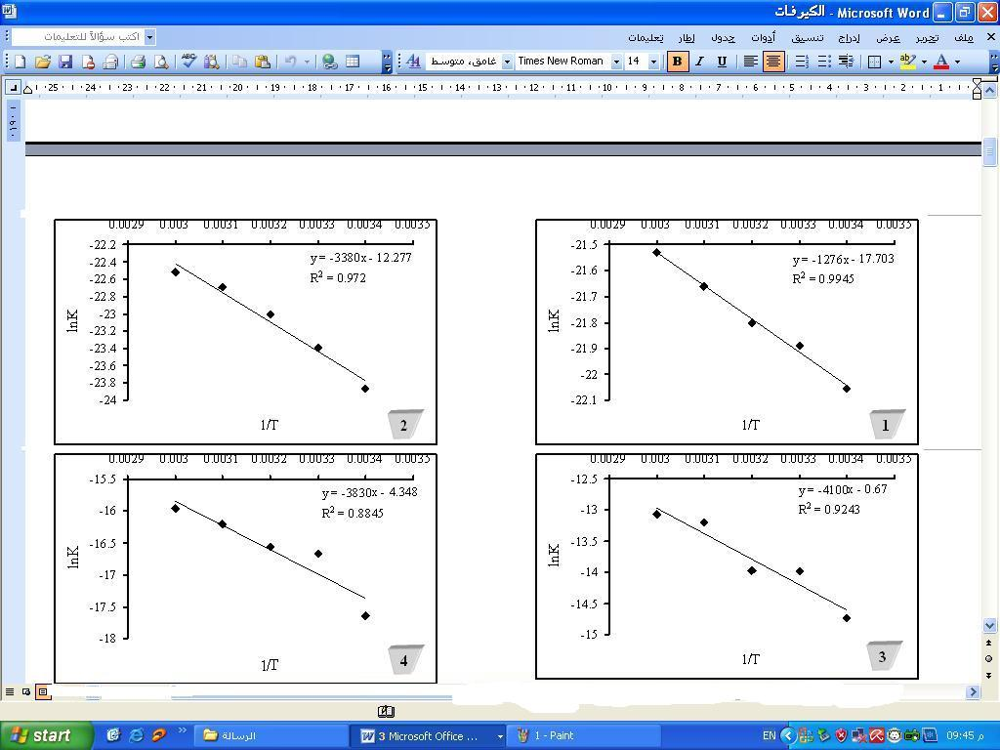 الكيرفات - Microsoft Word
ملف تحرير عرض إدراج تنسيق أدوات جدول إطار تعليمات
اكتب سؤالاً للتعليمات
غامق، متوسط Times New Roman 14 B I U
25 24 23 22 21 20 19 18 17 16 15 14 13 12 11 10 9 8 7 6 5 4 3 2 1
0.0029 0.003 0.0031 0.0032 0.0033 0.0034 0.0035
-22.2
-22.4
-22.6
-22.8
-23
-23.2
-23.4
-23.6
-23.8
-24
y = -3380x - 12.277
R² = 0.972
lnK
1/T
2
0.0029 0.003 0.0031 0.0032 0.0033 0.0034 0.0035
-21.5
-21.6
-21.7
-21.8
-21.9
-22
-22.1
y = -1276x - 17.703
R² = 0.9945
lnK
1/T
1
0.0029 0.003 0.0031 0.0032 0.0033 0.0034 0.0035
-15.5
-16
-16.5
-17
-17.5
-18
y = -3830x - 4.348
R² = 0.8845
lnK
1/T
4
0.0029 0.003 0.0031 0.0032 0.0033 0.0034 0.0035
-12.5
-13
-13.5
-14
-14.5
-15
y = -4100x - 0.67
R² = 0.9243
lnK
1/T
3
start
الرسالة
3 Microsoft Office ...
1 - Paint
EN
09:45 م